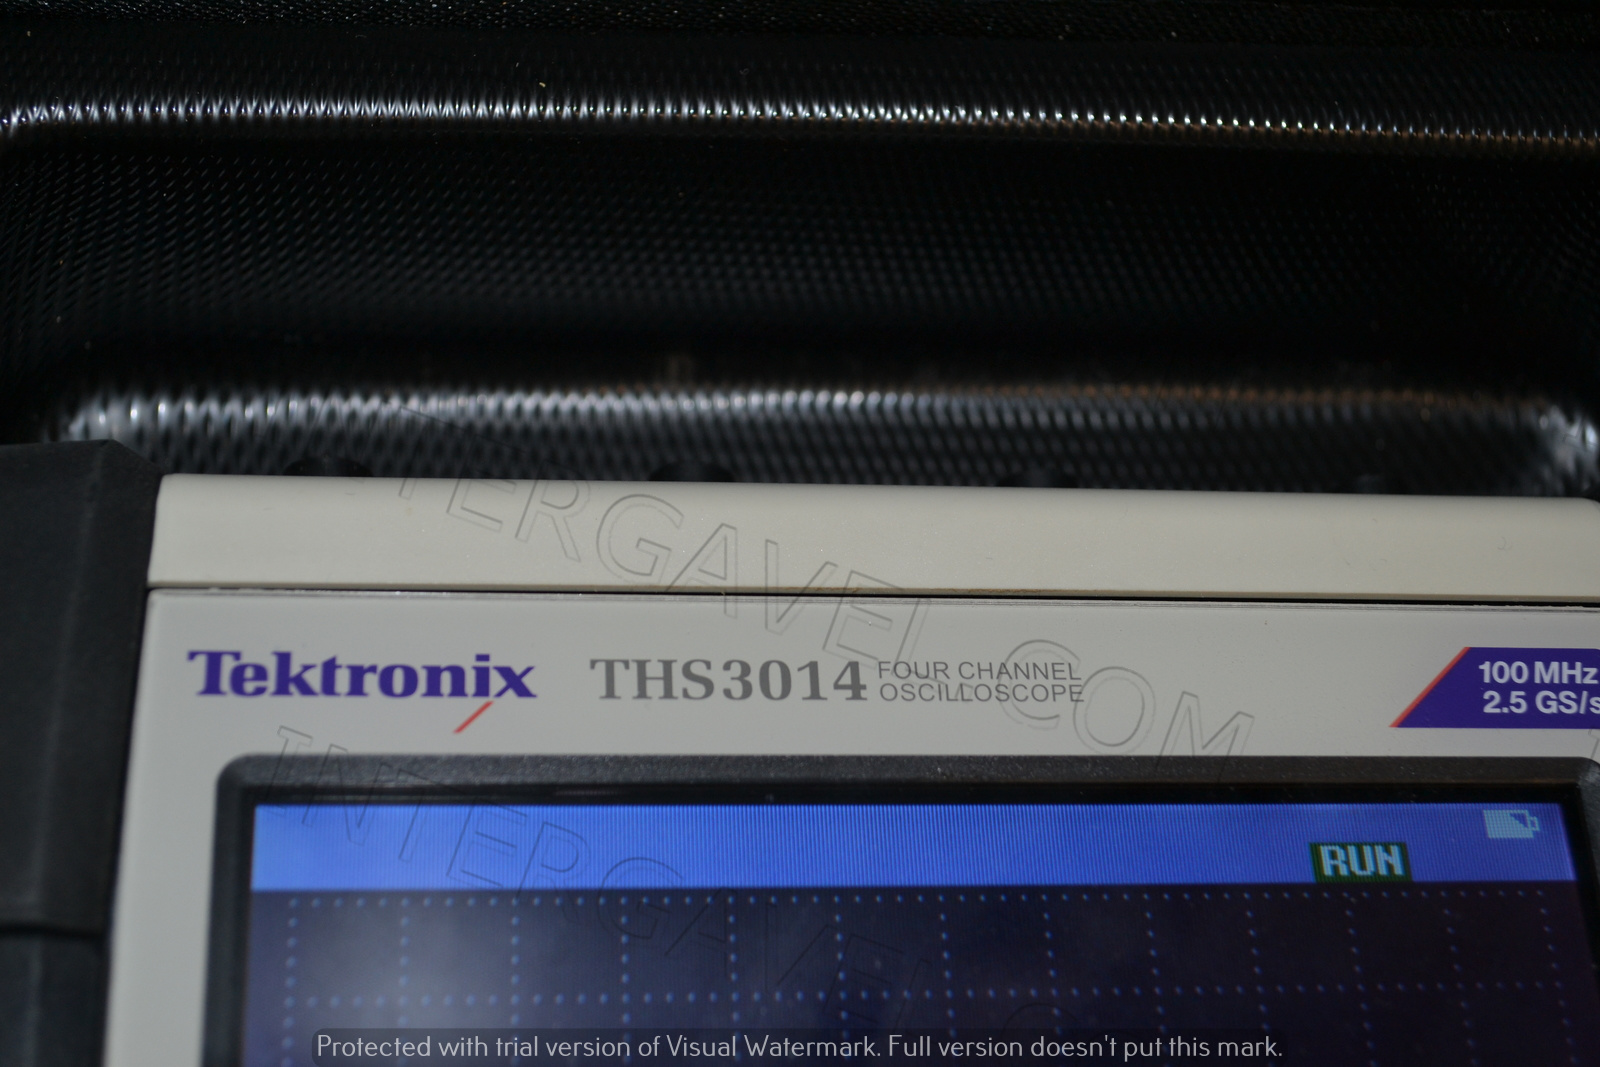 INTERGAVEL.COM
Tektronix THS3014 FOUR CHANNEL
OSCILLOSCOPE
100 MHz
2.5 GS/s
INTERGAVEL
RUN
Protected with trial version of Visual Watermark. Full version doesn't put this mark.